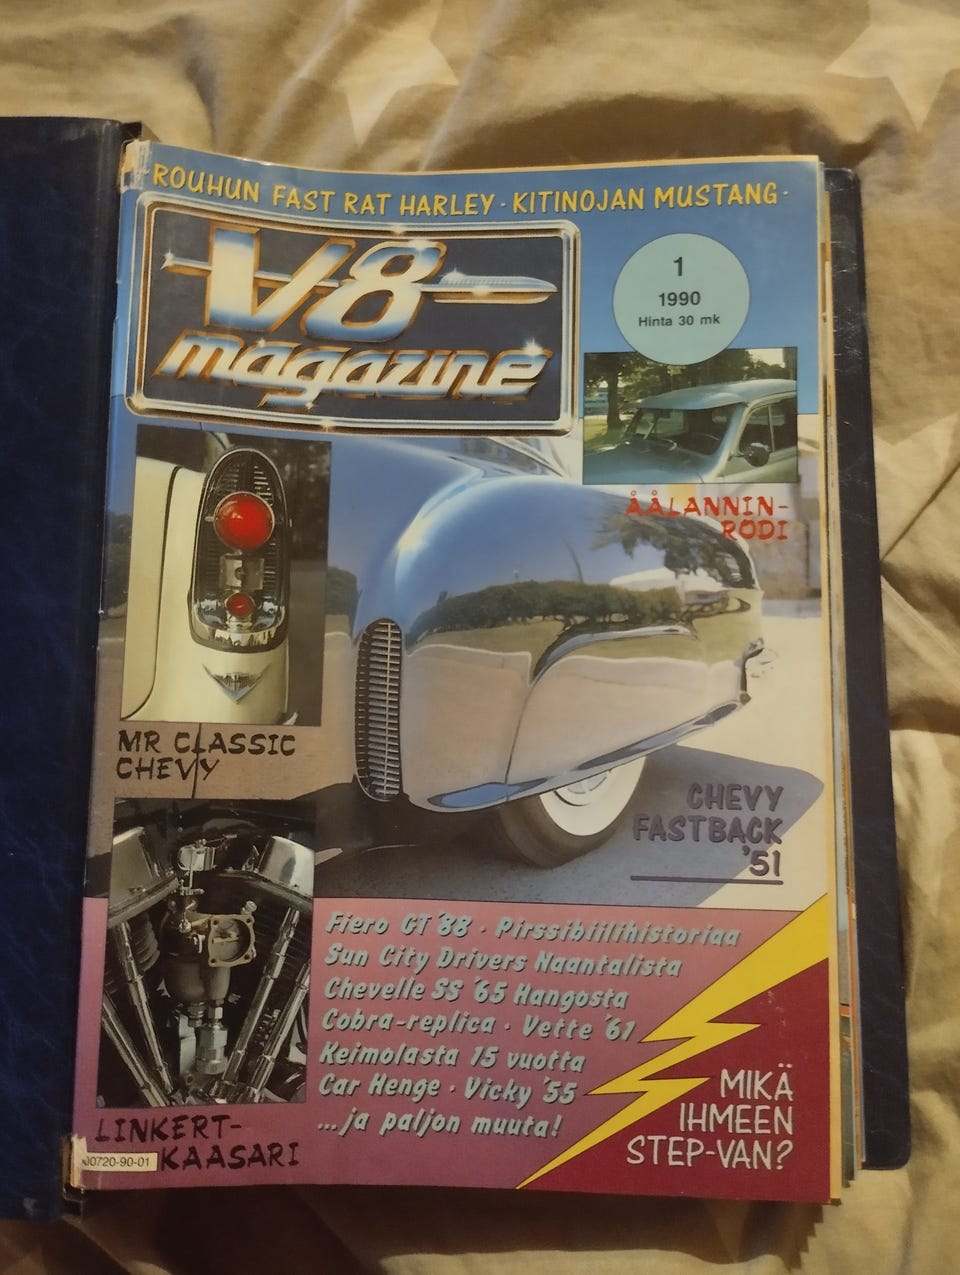 ROUHUN FAST RAT HARLEY · KITINOJAN MUSTANG ·
V8
magazine
1
1990
Hinta 30 mk
ÅÅLANNIN-
RODI
MR CLASSIC
CHEVY
CHEVY
FASTBACK
'51
Fiero GT '88 · Pirssibiilihistoriaa
Sun City Drivers Naantalista
Chevelle SS '65 Hangosta
Cobra-replica · Vette '61
Keimolasta 15 vuotta
Car Henge · Vicky '55
...ja paljon muuta!
MIKÄ
IHMEEN
STEP-VAN?
LINKERT-
KAASARI
00720-90-01